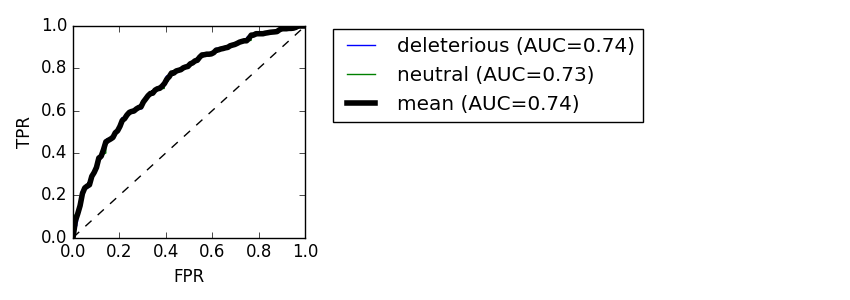 1.0
0.8
0.6
0.4
0.2
0.0
TPR
0.0 0.2 0.4 0.6 0.8 1.0
FPR
deleterious (AUC=0.74)
neutral (AUC=0.73)
mean (AUC=0.74)